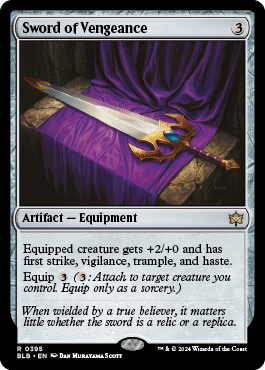 Sword of Vengeance 3
Artifact — Equipment
Equipped creature gets +2/+0 and has
first strike, vigilance, trample, and haste.
Equip 3 (3: Attach to target creature you
control. Equip only as a sorcery.)
When wielded by a true believer, it matters
little whether the sword is a relic or a replica.
R 0395
BLB • EN Dan Murayama Scott
™ & © 2024 Wizards of the Coast